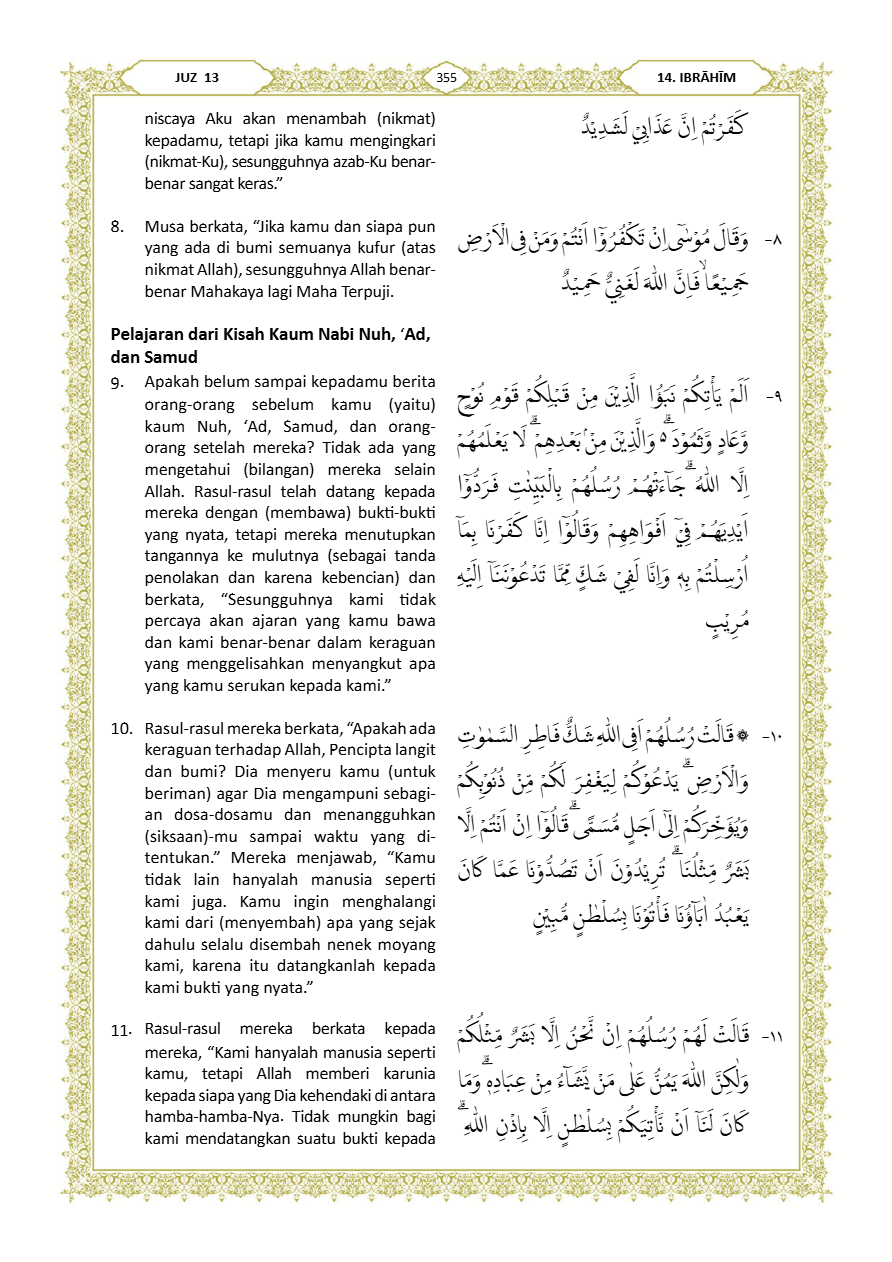 JUZ 13
355
14. IBRĀHĪM
niscaya Aku akan menambah (nikmat)
kepadamu, tetapi jika kamu mengingkari
(nikmat-Ku), sesungguhnya azab-Ku benar-
benar sangat keras.”
كَفَرْتُمْ اِنَّ عَذَابِيْ لَشَدِيْدٌ
8. Musa berkata, “Jika kamu dan siapa pun
yang ada di bumi semuanya kufur (atas
nikmat Allah), sesungguhnya Allah benar-
benar Mahakaya lagi Maha Terpuji.
٨- وَقَالَ مُوْسٰٓى اِنْ تَكْفُرُوْٓا اَنْتُمْ وَمَنْ فِى الْاَرْضِ
جَمِيْعًاۙ فَاِنَّ اللّٰهَ لَغَنِيٌّ حَمِيْدٌ
Pelajaran dari Kisah Kaum Nabi Nuh, ‘Ad,
dan Samud
9. Apakah belum sampai kepadamu berita
orang-orang sebelum kamu (yaitu)
kaum Nuh, ‘Ad, Samud, dan orang-
orang setelah mereka? Tidak ada yang
mengetahui (bilangan) mereka selain
Allah. Rasul-rasul telah datang kepada
mereka dengan (membawa) bukti-bukti
yang nyata, tetapi mereka menutupkan
tangannya ke mulutnya (sebagai tanda
penolakan dan karena kebencian) dan
berkata, “Sesungguhnya kami tidak
percaya akan ajaran yang kamu bawa
dan kami benar-benar dalam keraguan
yang menggelisahkan menyangkut apa
yang kamu serukan kepada kami.”
٩- اَلَمْ يَأْتِكُمْ نَبَؤُا الَّذِيْنَ مِنْ قَبْلِكُمْ قَوْمِ نُوْحٍ
وَّعَادٍ وَّثَمُوْدَ ۗە وَالَّذِيْنَ مِنْۢ بَعْدِهِمْ ۗ لَا يَعْلَمُهُمْ
اِلَّا اللّٰهُ ۗجَاۤءَتْهُمْ رُسُلُهُمْ بِالْبَيِّنٰتِ فَرَدُّوْٓا
اَيْدِيَهُمْ فِيْٓ اَفْوَاهِهِمْ وَقَالُوْٓا اِنَّا كَفَرْنَا بِمَآ
اُرْسِلْتُمْ بِهٖ وَاِنَّا لَفِيْ شَكٍّ مِّمَّا تَدْعُوْنَنَآ اِلَيْهِ
مُرِيْبٍ
10. Rasul-rasul mereka berkata, “Apakah ada
keraguan terhadap Allah, Pencipta langit
dan bumi? Dia menyeru kamu (untuk
beriman) agar Dia mengampuni sebagi-
an dosa-dosamu dan menangguhkan
(siksaan)-mu sampai waktu yang di-
tentukan.” Mereka menjawab, “Kamu
tidak lain hanyalah manusia seperti
kami juga. Kamu ingin menghalangi
kami dari (menyembah) apa yang sejak
dahulu selalu disembah nenek moyang
kami, karena itu datangkanlah kepada
kami bukti yang nyata.”
١٠- ۞ قَالَتْ رُسُلُهُمْ اَفِى اللّٰهِ شَكٌّ فَاطِرِ السَّمٰوٰتِ
وَالْاَرْضِۗ يَدْعُوْكُمْ لِيَغْفِرَ لَكُمْ مِّنْ ذُنُوْبِكُمْ
وَيُؤَخِّرَكُمْ اِلٰٓى اَجَلٍ مُّسَمًّىۗ قَالُوْٓا اِنْ اَنْتُمْ اِلَّا
بَشَرٌ مِّثْلُنَا ۗ تُرِيْدُوْنَ اَنْ تَصُدُّوْنَا عَمَّا كَانَ
يَعْبُدُ اٰبَاۤؤُنَا فَأْتُوْنَا بِسُلْطٰنٍ مُّبِيْنٍ
11. Rasul-rasul mereka berkata kepada
mereka, “Kami hanyalah manusia seperti
kamu, tetapi Allah memberi karunia
kepada siapa yang Dia kehendaki di antara
hamba-hamba-Nya. Tidak mungkin bagi
kami mendatangkan suatu bukti kepada
١١- قَالَتْ لَهُمْ رُسُلُهُمْ اِنْ نَّحْنُ اِلَّا بَشَرٌ مِّثْلُكُمْ
وَلٰكِنَّ اللّٰهَ يَمُنُّ عَلٰى مَنْ يَّشَاۤءُ مِنْ عِبَادِهٖۗ وَمَا
كَانَ لَنَآ اَنْ نَّأْتِيَكُمْ بِسُلْطٰنٍ اِلَّا بِاِذْنِ اللّٰهِ ۗ